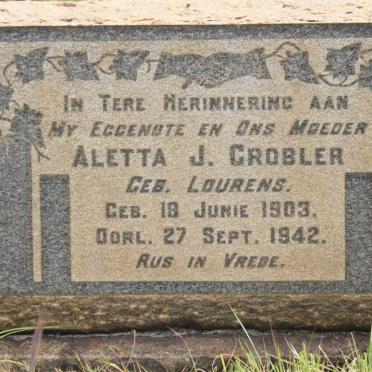 IN TERE HERINNERING AAN
MY EGGENOTE EN ONS MOEDER
ALETTA J. GROBLER
GEB. LOURENS.
GEB. 18 JUNIE 1903.
OORL. 27 SEPT. 1942.
RUS IN VREDE.